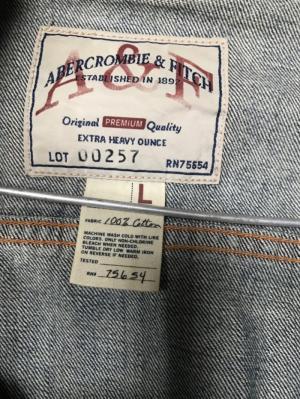 A&F
ABERCROMBIE & FITCH
ESTABLISHED IN 1892
Original PREMIUM Quality
EXTRA HEAVY OUNCE
LOT 00257 RN75654
L
FABRIC 100% Cotton
MACHINE WASH COLD WITH LIKE
COLORS. ONLY NON-CHLORINE
BLEACH WHEN NEEDED.
TUMBLE DRY LOW. WARM IRON
ON REVERSE IF NEEDED.
TESTED
RN# 75654